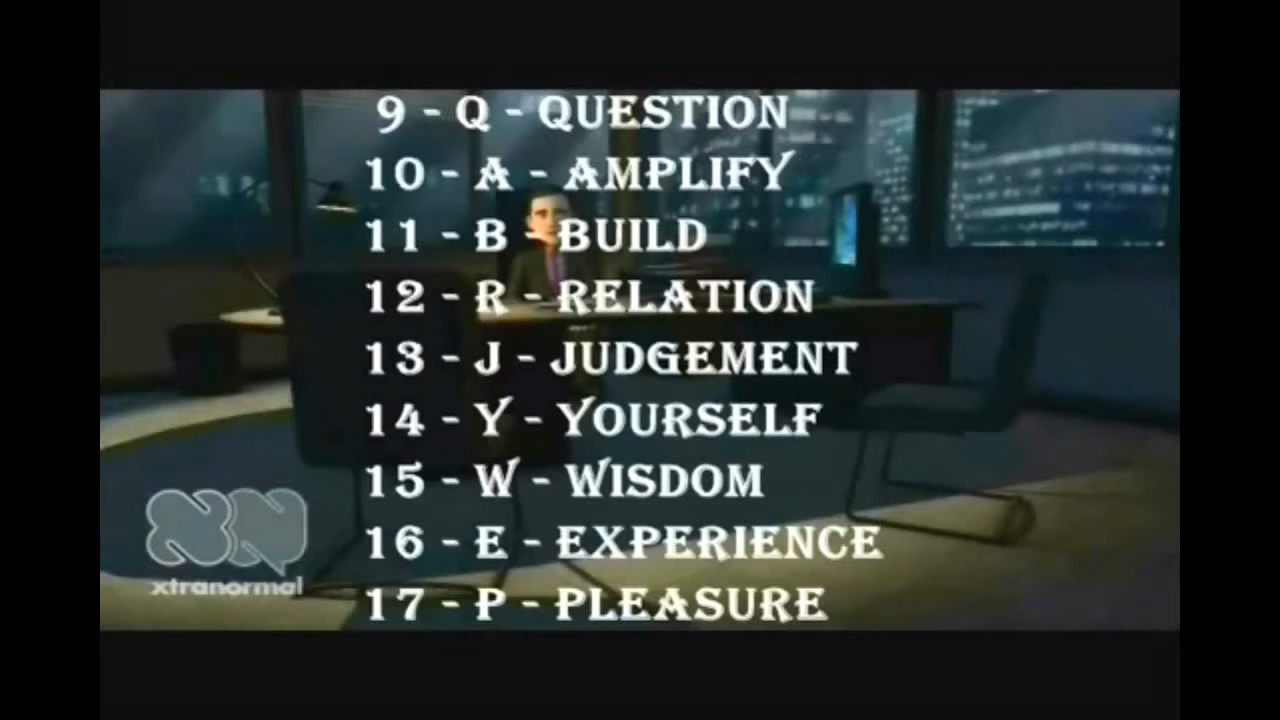 9 - Q - QUESTION
10 - A - AMPLIFY
11 - B - BUILD
12 - R - RELATION
13 - J - JUDGEMENT
14 - Y - YOURSELF
15 - W - WISDOM
16 - E - EXPERIENCE
17 - P - PLEASURE
xtranormal